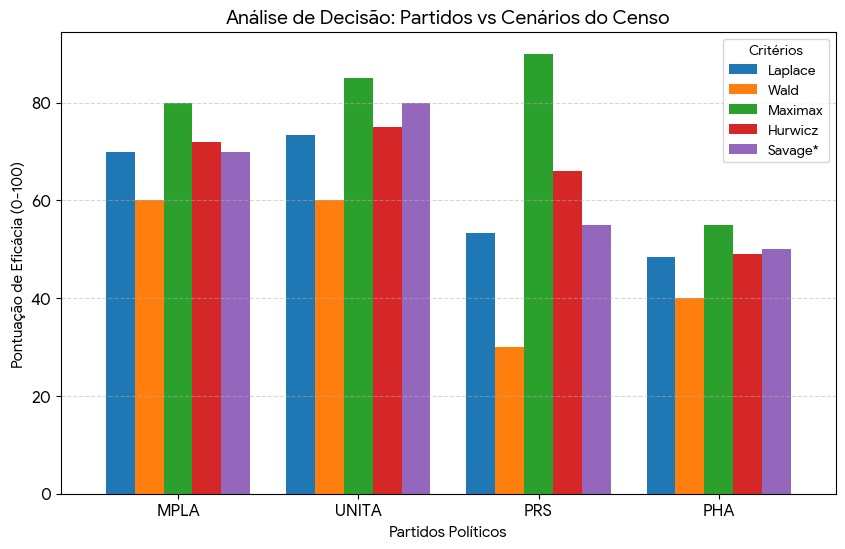 Análise de Decisão: Partidos vs Cenários do Censo
Critérios
Laplace
Wald
Maximax
Hurwicz
Savage*
Pontuação de Eficácia (0-100)
80
60
40
20
0
MPLA UNITA PRS PHA
Partidos Políticos